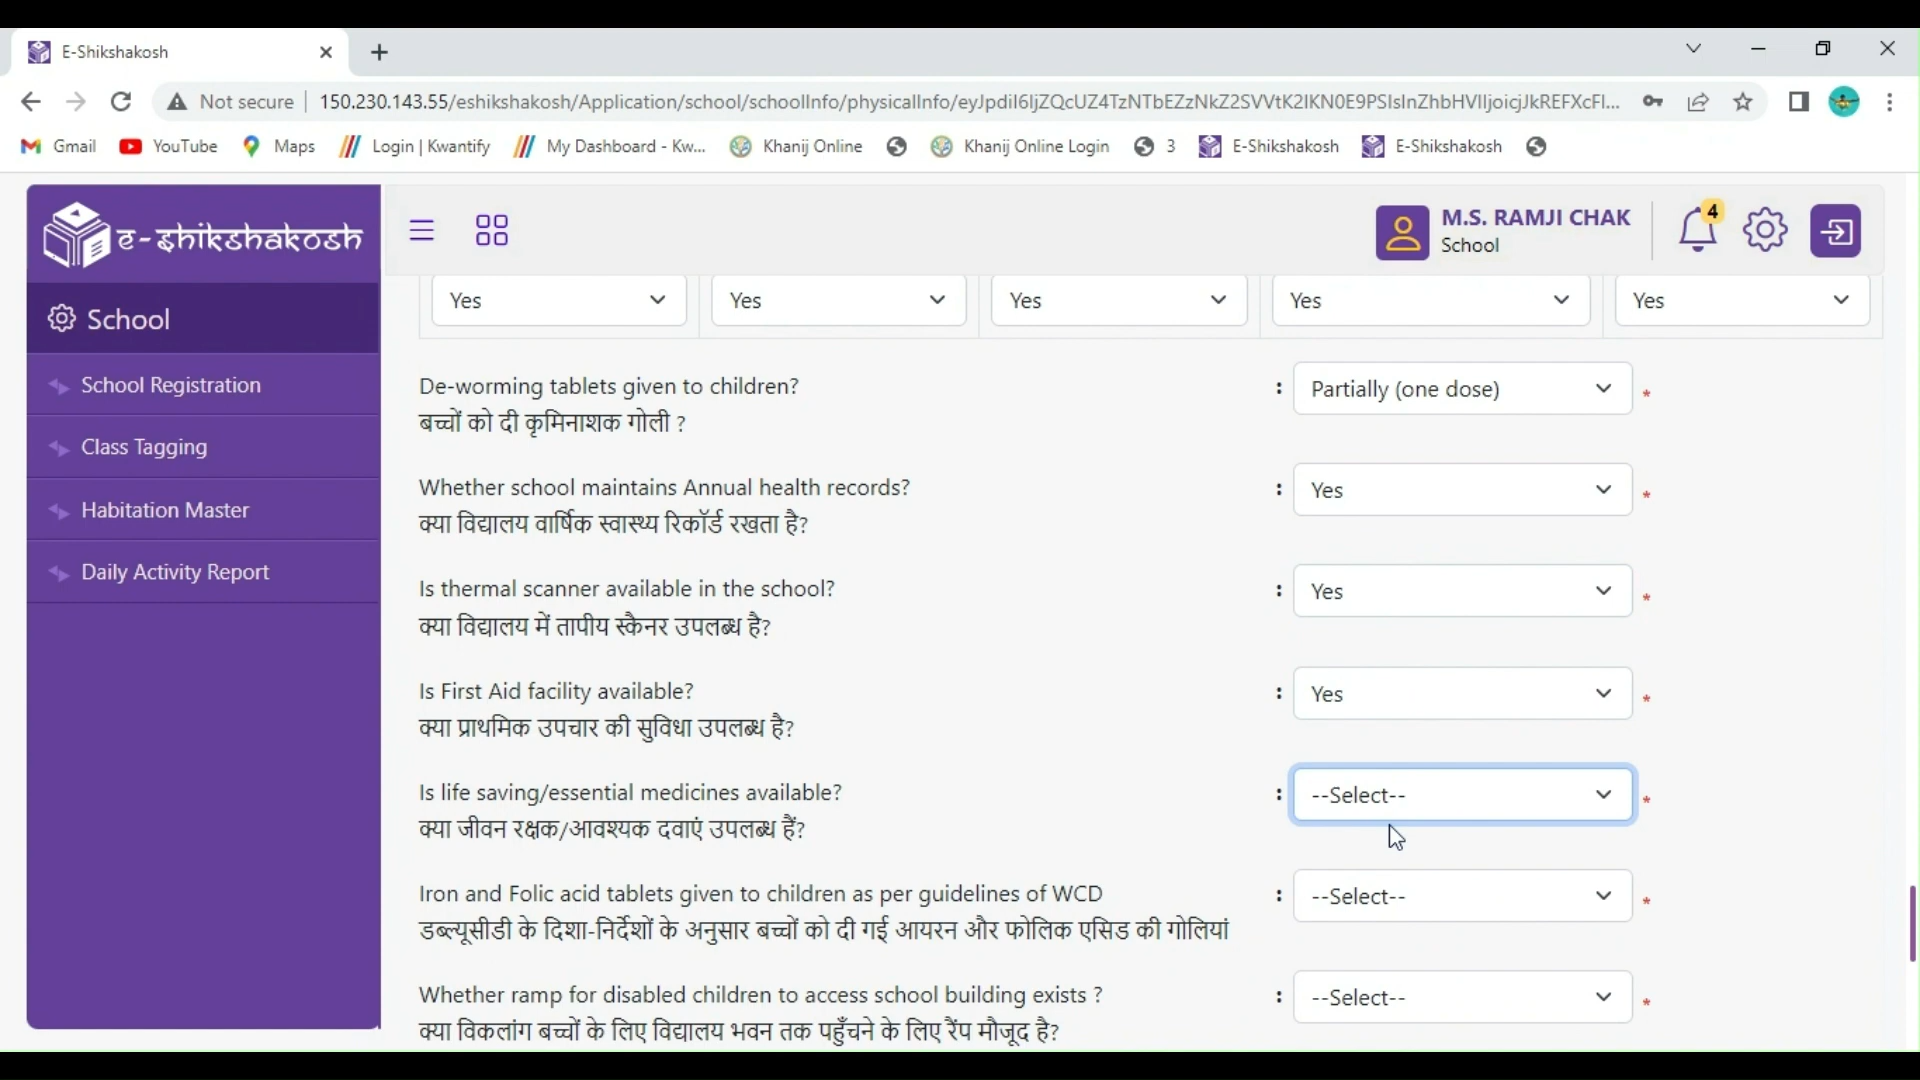 E-Shikshakosh
Not secure 150.230.143.55/eshikshakosh/Application/school/schoolInfo/physicalInfo/
Gmail YouTube Maps Login | Kwantify My Dashboard - Kw... Khanij Online Khanij Online Login 3 E-Shikshakosh E-Shikshakosh
e-shikshakosh
M.S. RAMJI CHAK
School
4
School
School Registration
Class Tagging
Habitation Master
Daily Activity Report
Yes Yes Yes Yes Yes
De-worming tablets given to children? : Partially (one dose) *
बच्चों को दी कृमिनाशक गोली ?
Whether school maintains Annual health records? : Yes *
क्या विद्यालय वार्षिक स्वास्थ्य रिकॉर्ड रखता है?
Is thermal scanner available in the school? : Yes *
क्या विद्यालय में तापीय स्कैनर उपलब्ध है?
Is First Aid facility available? : Yes *
क्या प्राथमिक उपचार की सुविधा उपलब्ध है?
Is life saving/essential medicines available? : --Select-- *
क्या जीवन रक्षक/आवश्यक दवाएं उपलब्ध हैं?
Iron and Folic acid tablets given to children as per guidelines of WCD : --Select-- *
डब्ल्यूसीडी के दिशा-निर्देशों के अनुसार बच्चों को दी गई आयरन और फोलिक एसिड की गोलियां
Whether ramp for disabled children to access school building exists ? : --Select-- *
क्या विकलांग बच्चों के लिए विद्यालय भवन तक पहुँचने के लिए रैंप मौजूद है?